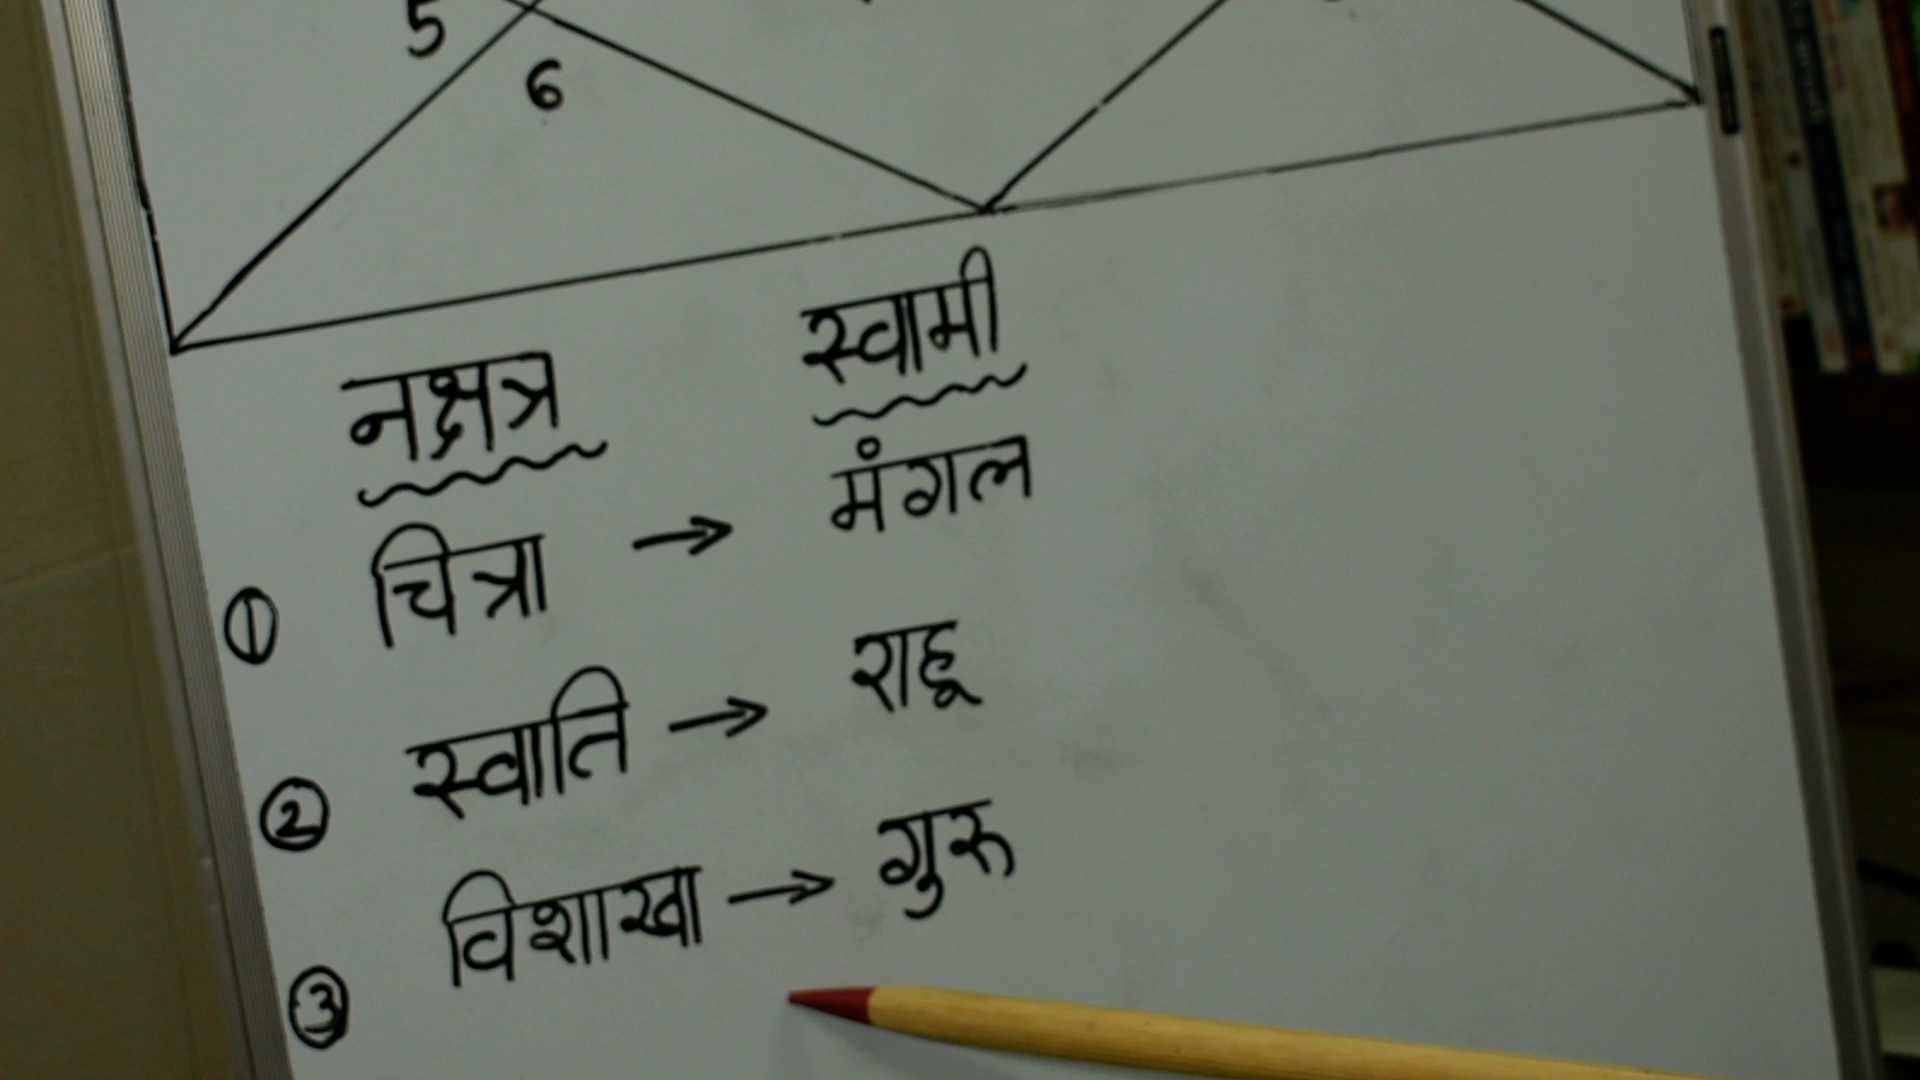 5
6
नक्षत्र स्वामी
① चित्रा → मंगल
② स्वाति → राहू
③ विशाखा → गुरू